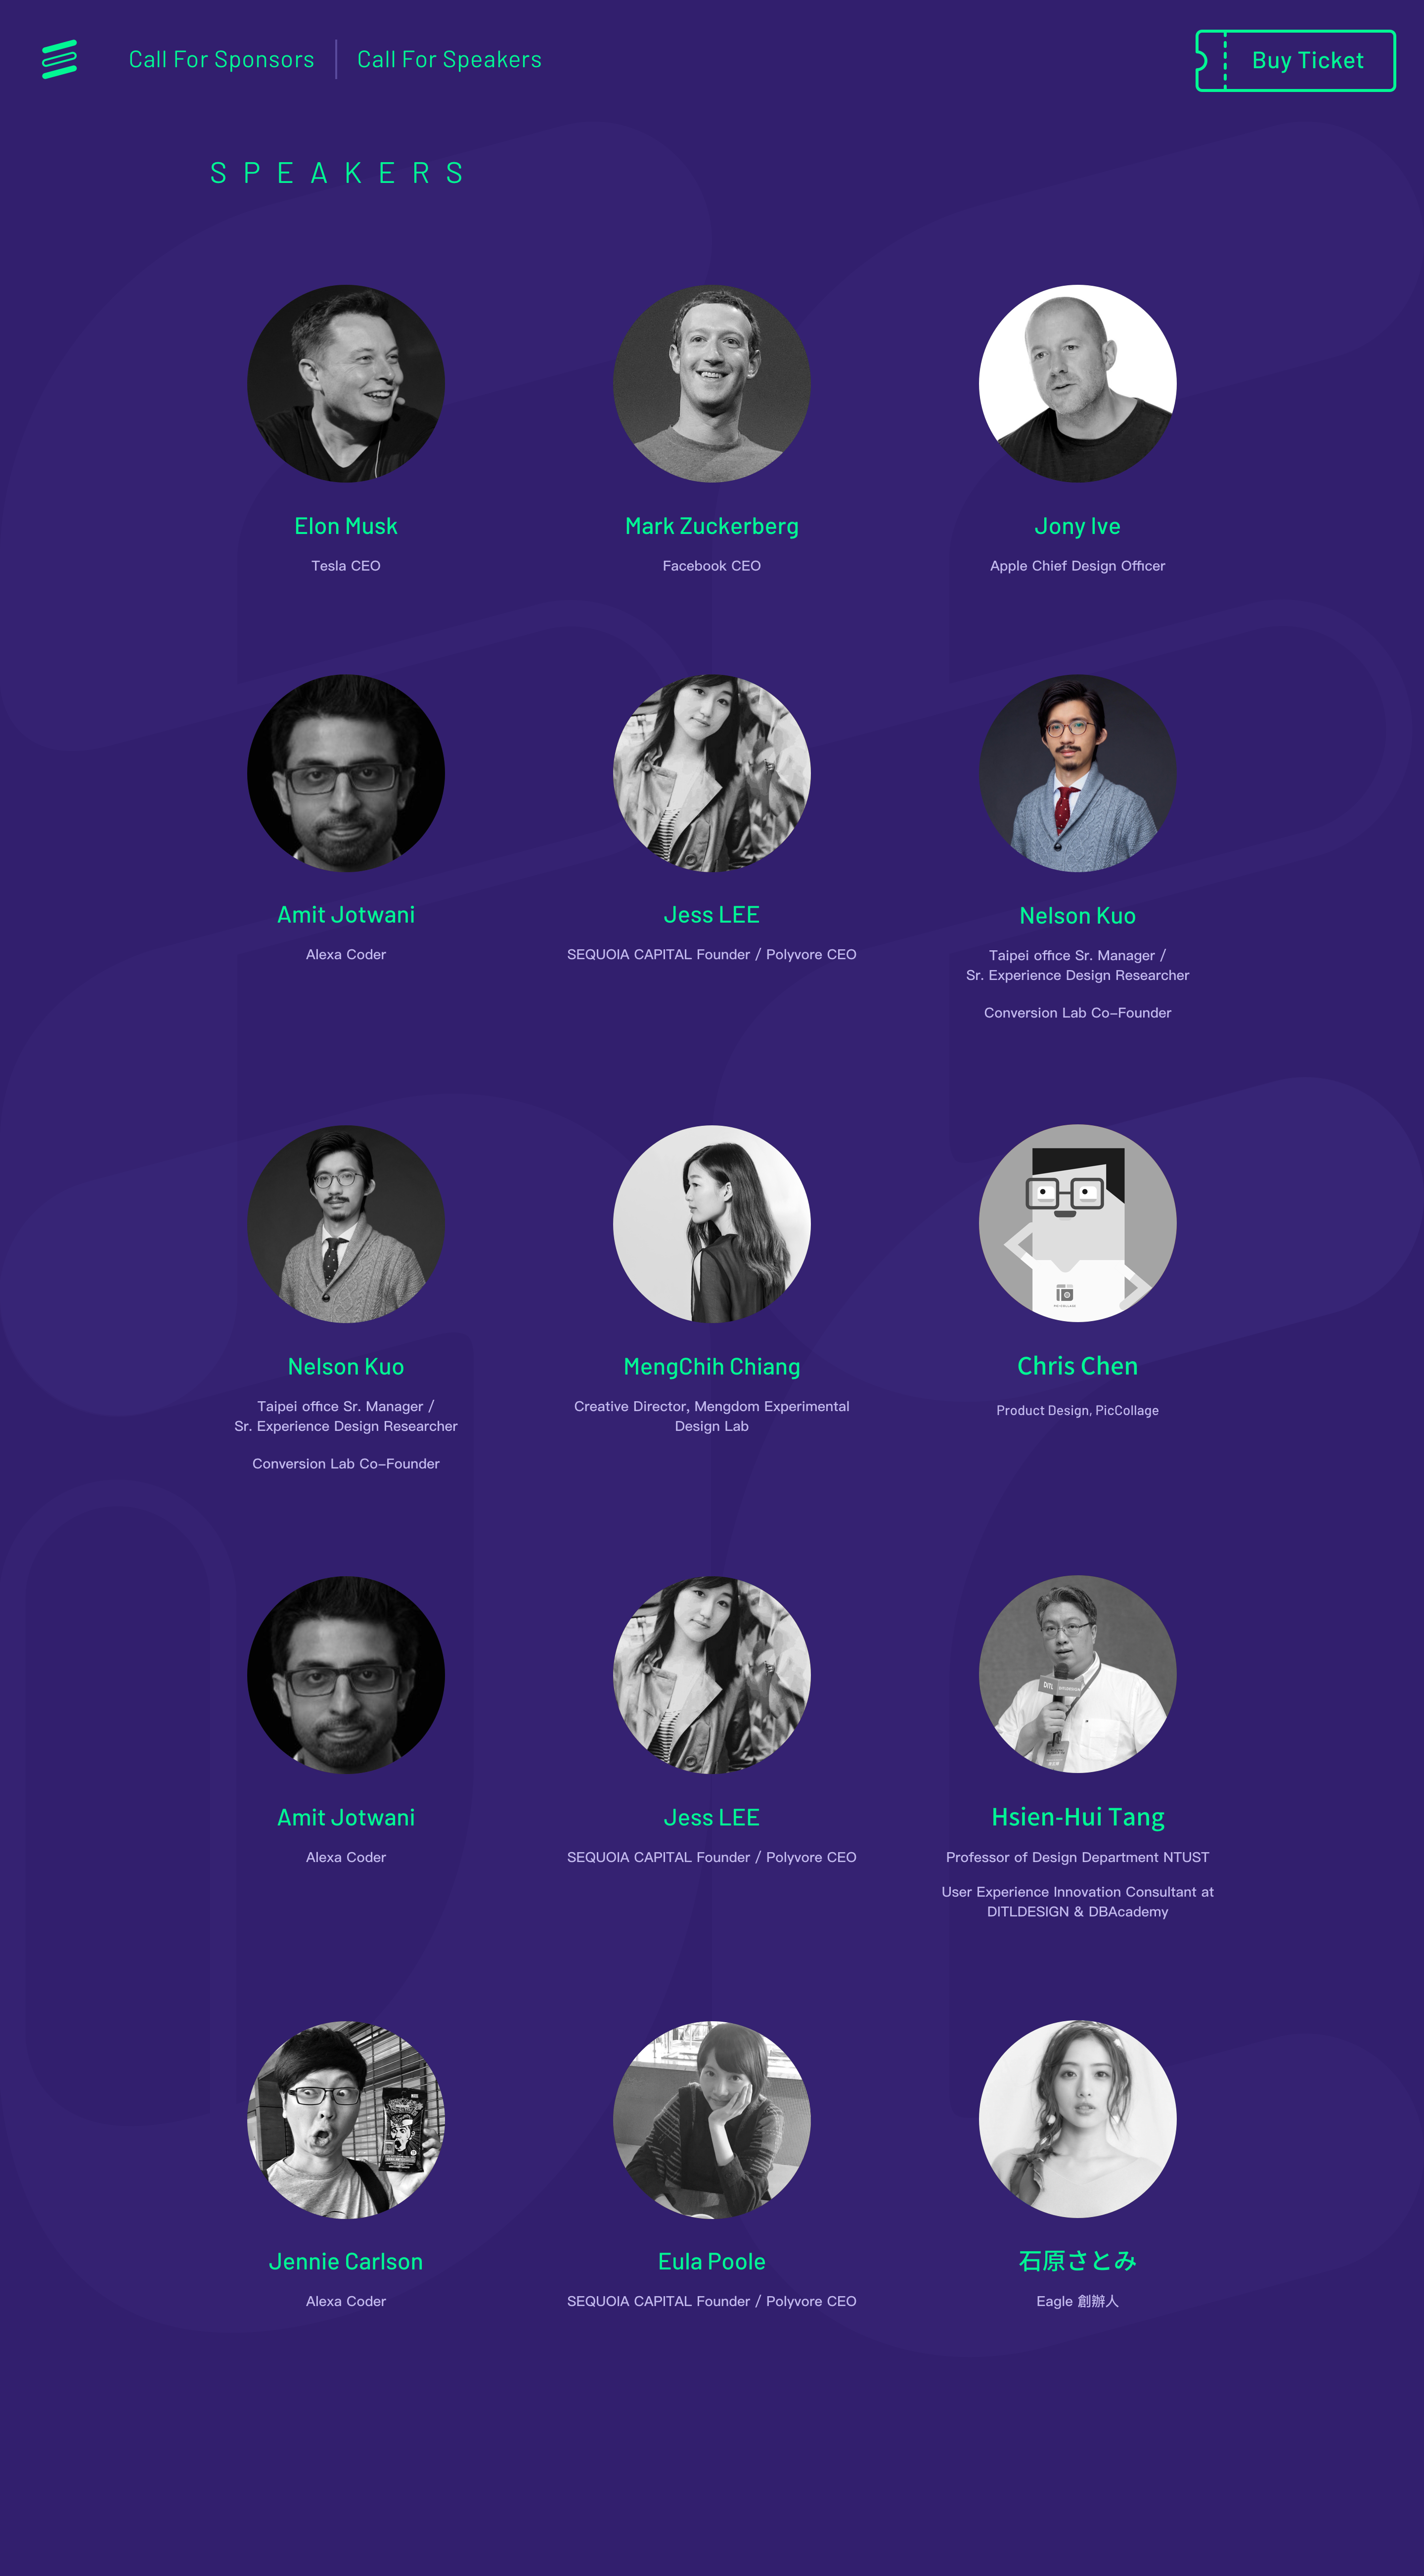 Call For Sponsors
Call For Speakers
Buy Ticket
SPEAKERS
Elon Musk
Tesla CEO
Mark Zuckerberg
Facebook CEO
Jony Ive
Apple Chief Design Officer
Amit Jotwani
Alexa Coder
Jess LEE
SEQUOIA CAPITAL Founder / Polyvore CEO
Nelson Kuo
Taipei office Sr. Manager /
Sr. Experience Design Researcher
Conversion Lab Co–Founder
Nelson Kuo
Taipei office Sr. Manager /
Sr. Experience Design Researcher
Conversion Lab Co–Founder
MengChih Chiang
Creative Director, Mengdom Experimental
Design Lab
PIC COLLAGE
Chris Chen
Product Design, PicCollage
Amit Jotwani
Alexa Coder
Jess LEE
SEQUOIA CAPITAL Founder / Polyvore CEO
DITL
Hsien-Hui Tang
Professor of Design Department NTUST
User Experience Innovation Consultant at
DITLDESIGN & DBAcademy
Jennie Carlson
Alexa Coder
Eula Poole
SEQUOIA CAPITAL Founder / Polyvore CEO
石原さとみ
Eagle 創辦人